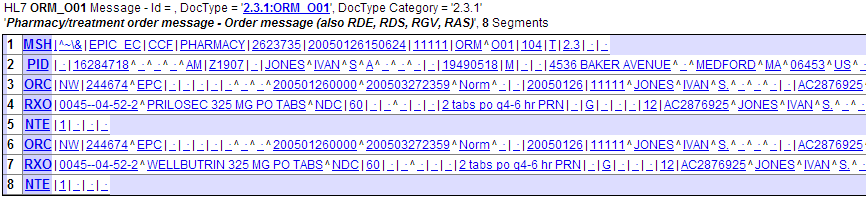 HL7 ORM_O01 Message - Id = , DocType = '2.3.1:ORM_O01', DocType Category = '2.3.1'
'Pharmacy/treatment order message - Order message (also RDE, RDS, RGV, RAS)', 8 Segments
1 MSH|^~\&|EPIC_EC|CCF|PHARMACY|2623735|20050126150624|11111|ORM^O01|104|T|2.3|·|·
2 PID|·|16284718^·^·^·^AM|Z1907|·|JONES^IVAN^S^A^·^·^·|·|19490518|M|·|·|4536 BAKER AVENUE^·^MEDFORD^MA^06453^US^·
3 ORC|NW|244674^EPC|·|·|·|·^·^·^200501260000^200503272359^Norm^·|·|20050126|11111^JONES^IVAN^S.^·^·^·|·|AC2876925
4 RXO|0045--04-52-2^PRILOSEC 325 MG PO TABS^NDC|60|·|·^·|·|·|2 tabs po q4-6 hr PRN|·|G|·|·|·|12|AC2876925^JONES^IVAN^S.^·^·
5 NTE|1|·|·|·
6 ORC|NW|244674^EPC|·|·|·|·^·^·^200501260000^200503272359^Norm^·|·|20050126|11111^JONES^IVAN^S.^·^·^·|·|AC2876925
7 RXO|0045--04-52-2^WELLBUTRIN 325 MG PO TABS^NDC|60|·|·^·|·|·|2 tabs po q4-6 hr PRN|·|G|·|·|·|12|AC2876925^JONES^IVAN^S.^·
8 NTE|1|·|·|·